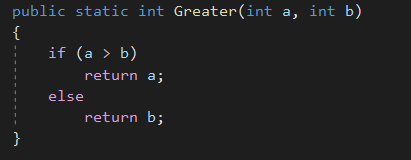 public static int Greater(int a, int b)
{
    if (a > b)
        return a;
    else
        return b;
}